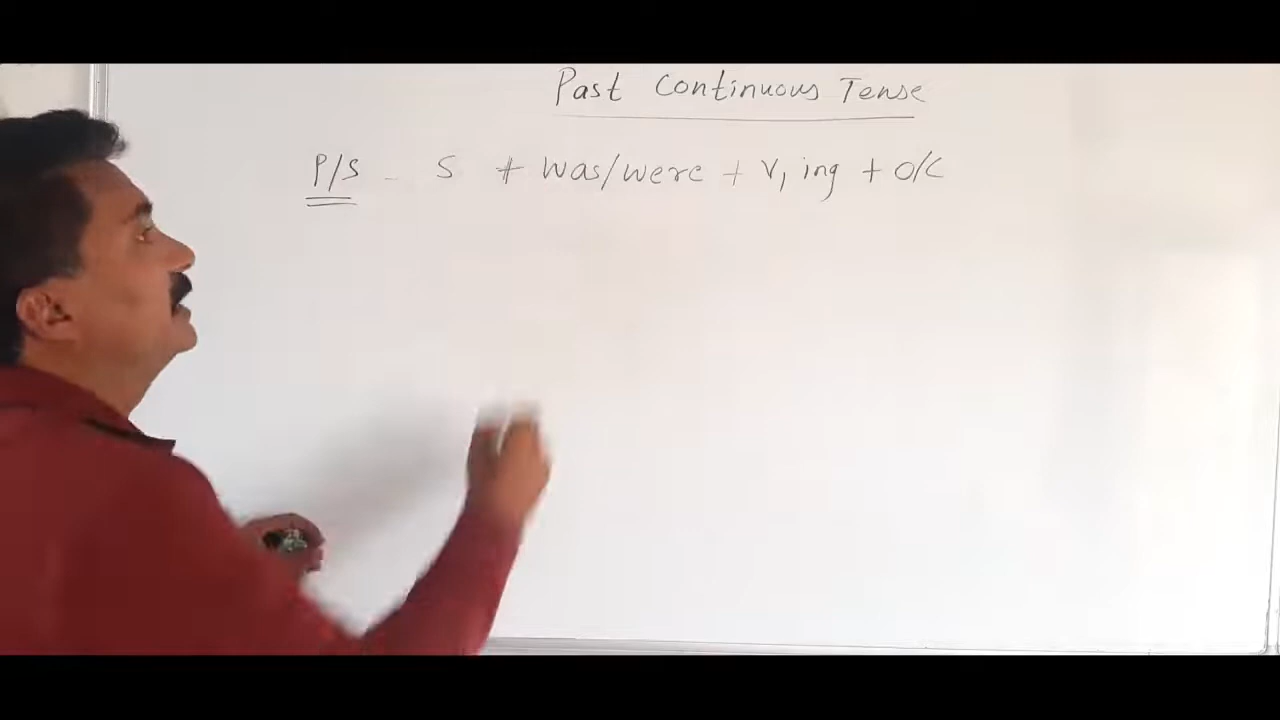 Past Continuous Tense
P/S - S + was/were + V1 ing + O/C